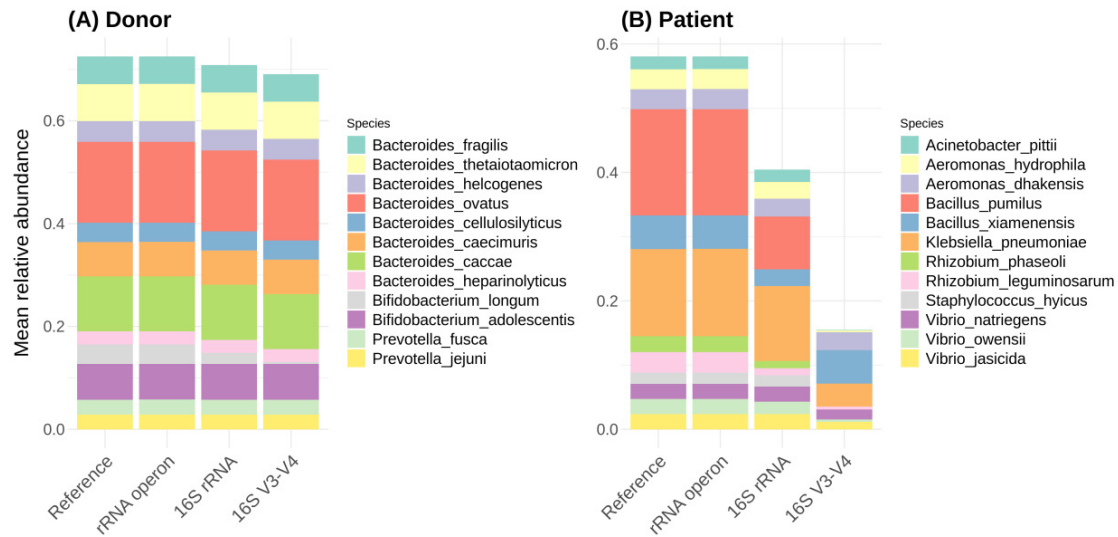 (A) Donor
Mean relative abundance
0.6
0.4
0.2
0.0
Reference
rRNA operon
16S rRNA
16S V3-V4
Species
Bacteroides_fragilis
Bacteroides_thetaiotaomicron
Bacteroides_helcogenes
Bacteroides_ovatus
Bacteroides_cellulosilyticus
Bacteroides_caecimuris
Bacteroides_caccae
Bacteroides_heparinolyticus
Bifidobacterium_longum
Bifidobacterium_adolescentis
Prevotella_fusca
Prevotella_jejuni
(B) Patient
0.6
0.4
0.2
0.0
Reference
rRNA operon
16S rRNA
16S V3-V4
Species
Acinetobacter_pittii
Aeromonas_hydrophila
Aeromonas_dhakensis
Bacillus_pumilus
Bacillus_xiamenensis
Klebsiella_pneumoniae
Rhizobium_phaseoli
Rhizobium_leguminosarum
Staphylococcus_hyicus
Vibrio_natriegens
Vibrio_owensii
Vibrio_jasicida